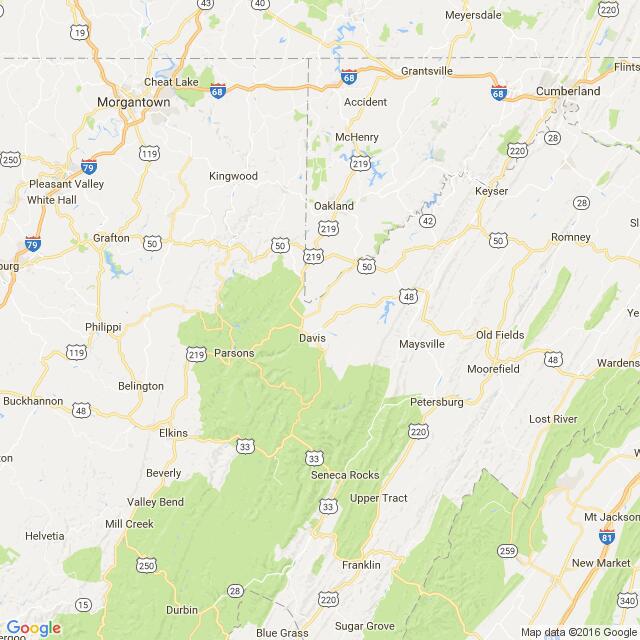 Meyersdale
19
43
40
220
Flints
Cheat Lake
68
68
Grantsville
68
Cumberland
Morgantown
Accident
McHenry
28
119
220
250
79
219
Pleasant Valley
Kingwood
Keyser
White Hall
Oakland
28
42
219
79
Grafton
50
50
50
Romney
burg
219
50
48
Philippi
Davis
Old Fields
Maysville
119
219
Parsons
48
Wardens
Moorefield
Belington
Buckhannon
48
Petersburg
Lost River
Elkins
220
33
33
Beverly
Seneca Rocks
Valley Bend
Upper Tract
33
Mt Jackson
Mill Creek
Helvetia
81
259
250
Franklin
New Market
28
15
220
340
Durbin
Sugar Grove
Blue Grass
Google
Map data ©2016 Google